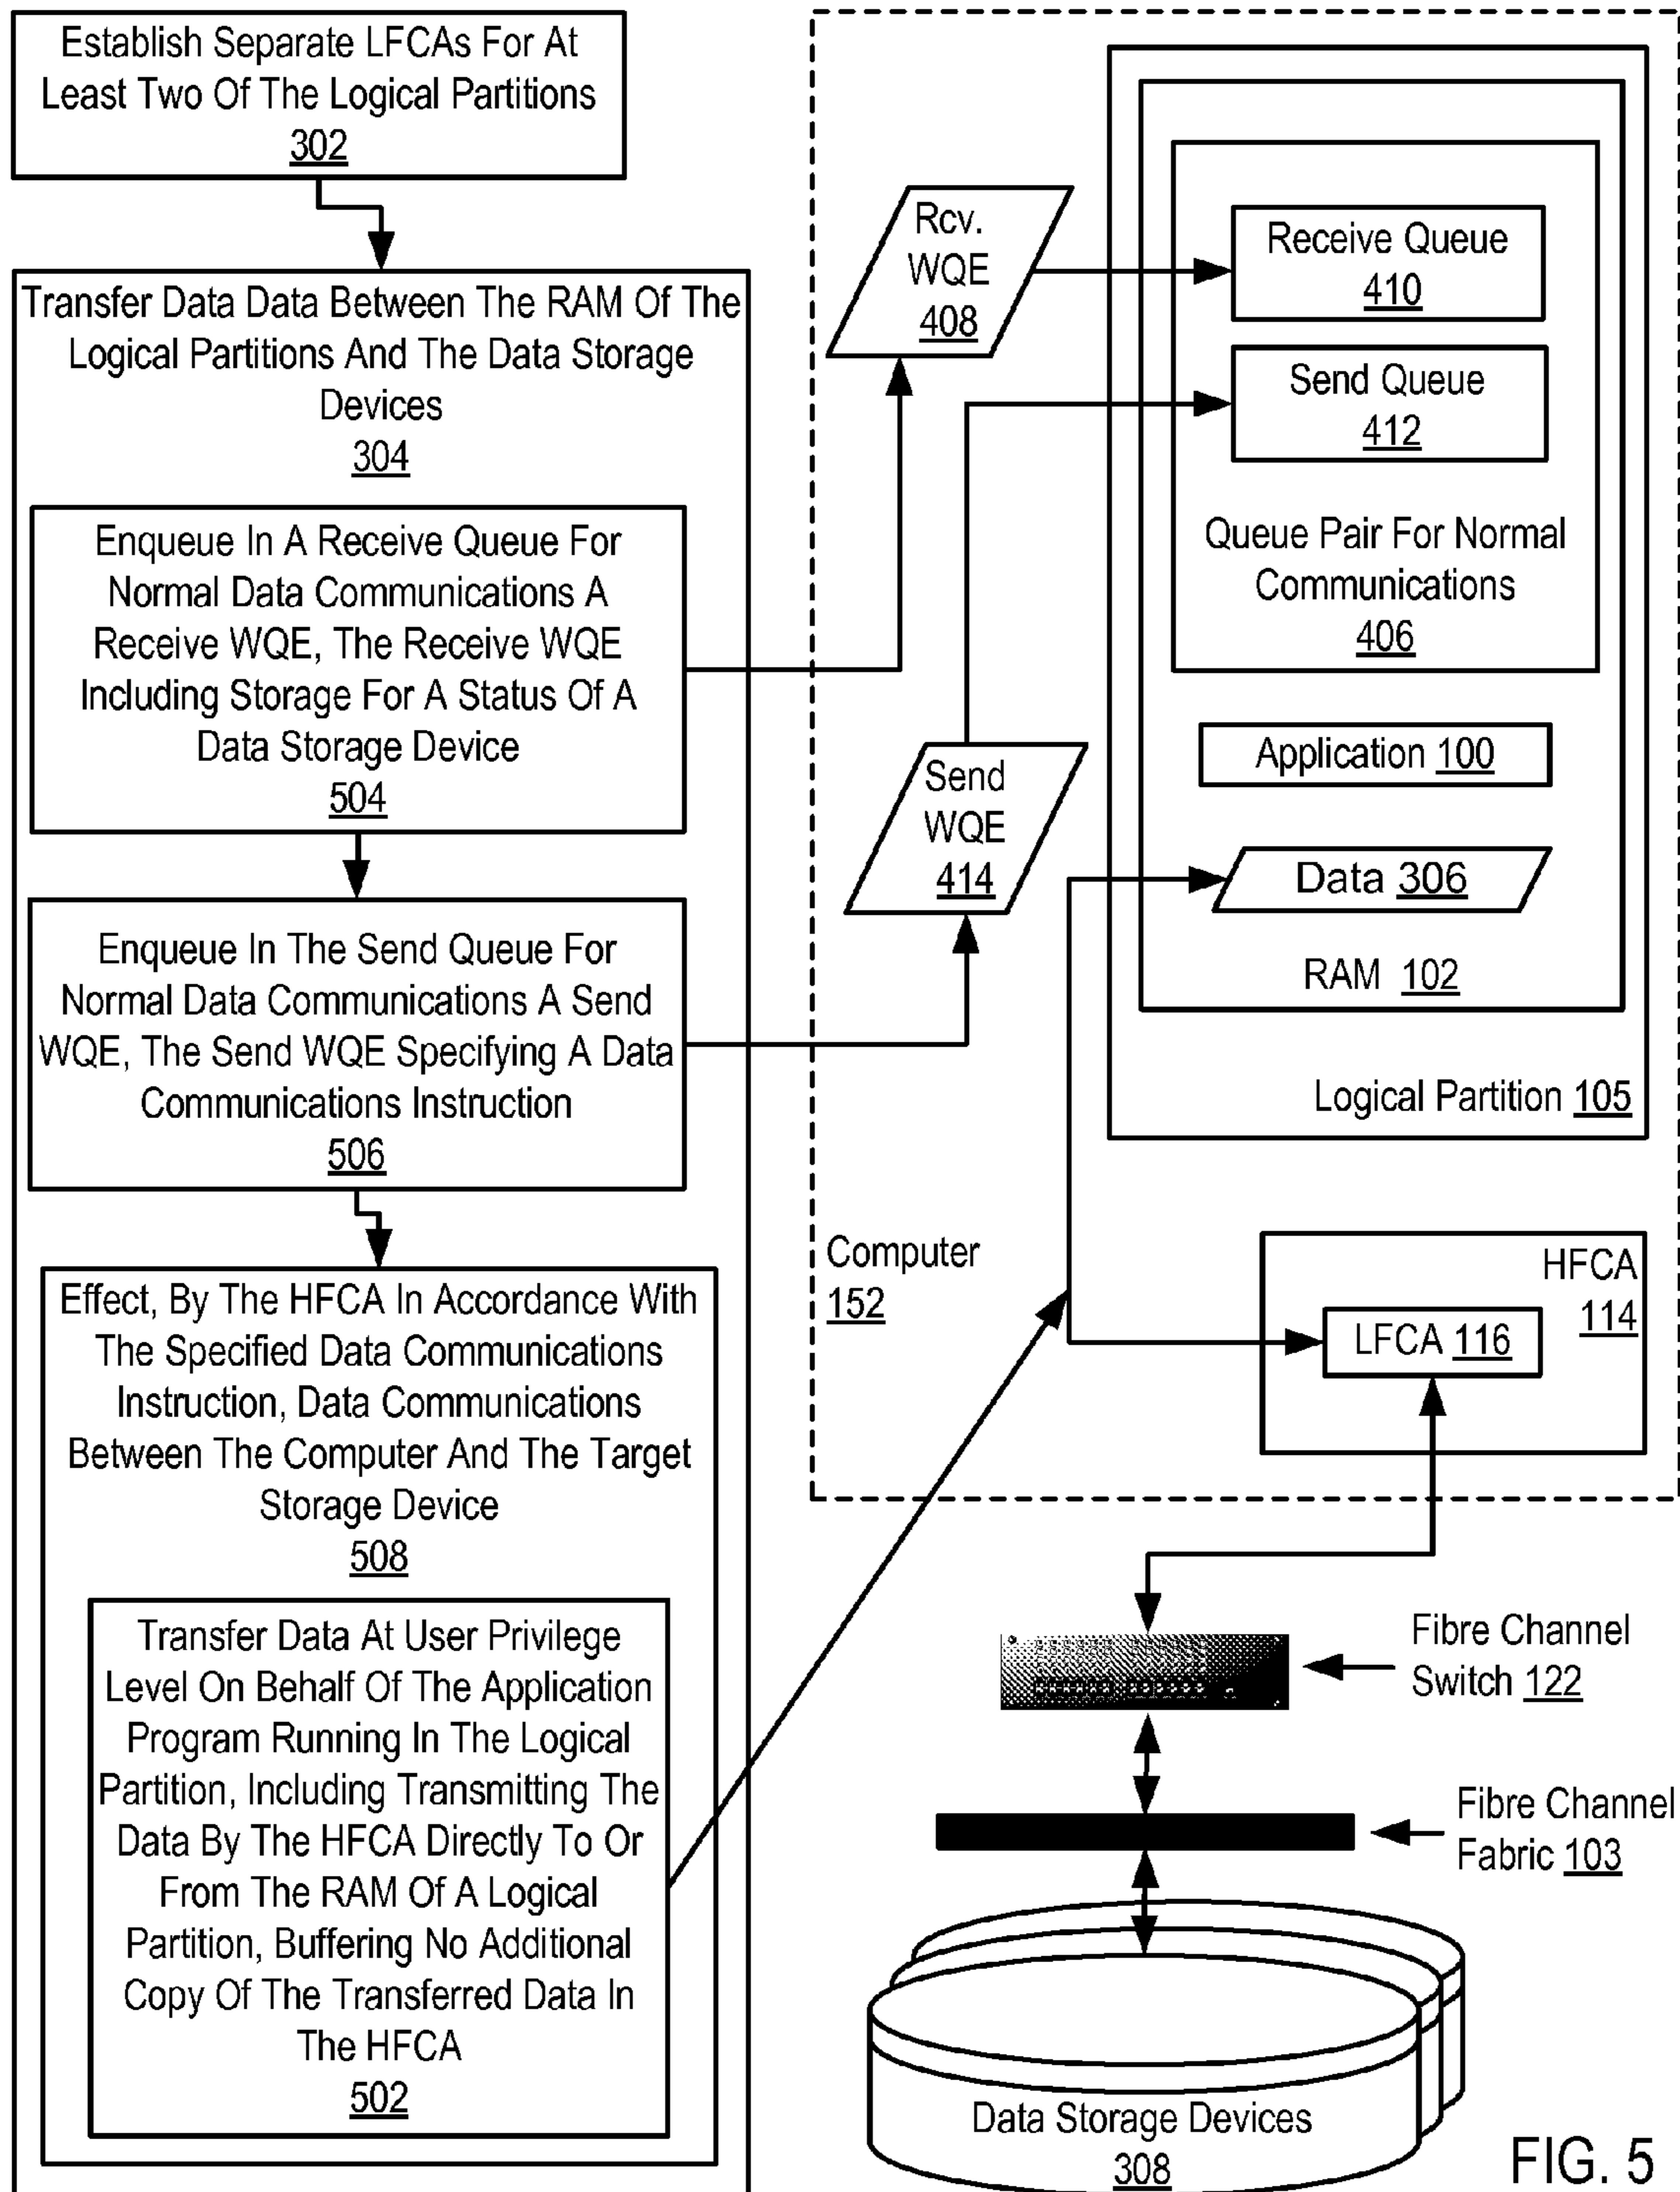 Establish Separate LFCAs For At
Least Two Of The Logical Partitions
302
Transfer Data Data Between The RAM Of The
Logical Partitions And The Data Storage
Devices
304
Enqueue In A Receive Queue For
Normal Data Communications A
Receive WQE, The Receive WQE
Including Storage For A Status Of A
Data Storage Device
504
Enqueue In The Send Queue For
Normal Data Communications A Send
WQE, The Send WQE Specifying A Data
Communications Instruction
506
Effect, By The HFCA In Accordance With
The Specified Data Communications
Instruction, Data Communications
Between The Computer And The Target
Storage Device
508
Transfer Data At User Privilege
Level On Behalf Of The Application
Program Running In The Logical
Partition, Including Transmitting The
Data By The HFCA Directly To Or
From The RAM Of A Logical
Partition, Buffering No Additional
Copy Of The Transferred Data In
The HFCA
502
Rcv.
WQE
408
Send
WQE
414
Receive Queue
410
Send Queue
412
Queue Pair For Normal
Communications
406
Application 100
Data 306
RAM 102
Logical Partition 105
Computer
152
HFCA
114
LFCA 116
Fibre Channel
Switch 122
Fibre Channel
Fabric 103
Data Storage Devices
308
FIG. 5